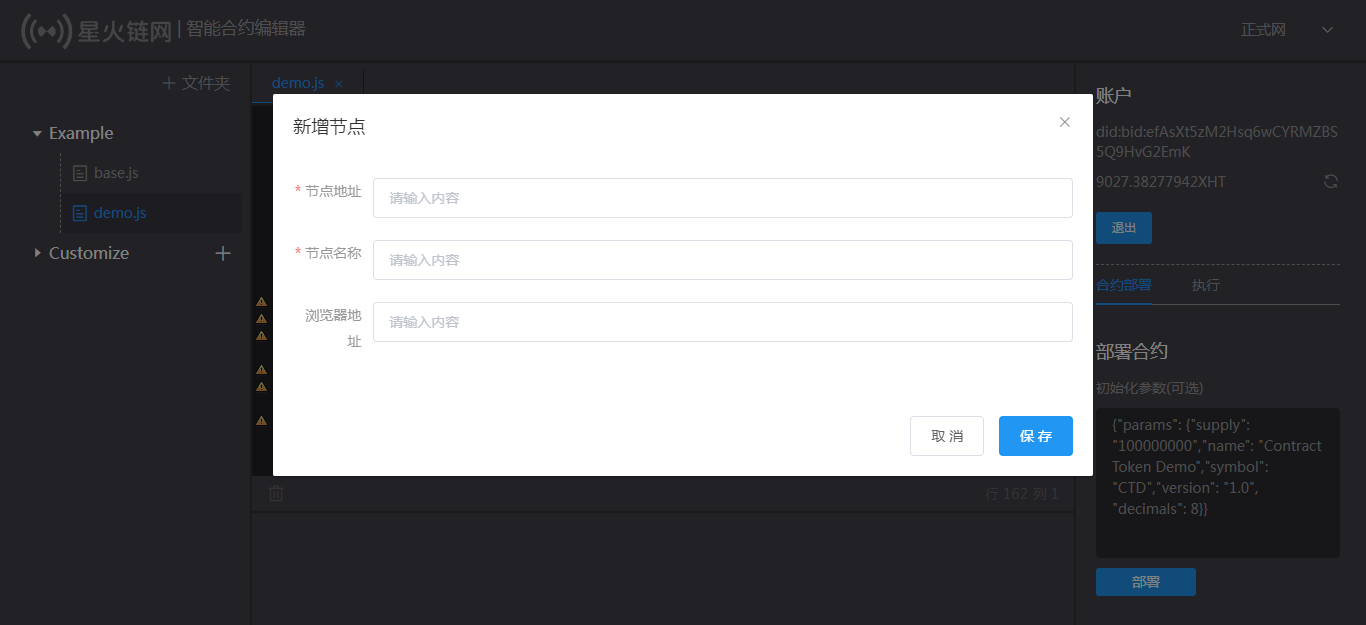 星火链网 | 智能合约编辑器
正式网
+ 文件夹
demo.js ×
Example
base.js
demo.js
Customize +
新增节点
* 节点地址 请输入内容
* 节点名称 请输入内容
浏览器地
址
请输入内容
取 消 保 存
行 162 列 1
账户
did:bid:efAsXt5zM2Hsq6wCYRMZBS
5Q9HvG2EmK
9027.38277942XHT
退出
合约部署 执行
部署合约
初始化参数(可选)
{"params": {"supply":
"100000000","name": "Contract
Token Demo","symbol":
"CTD","version": "1.0",
"decimals": 8}}
部署